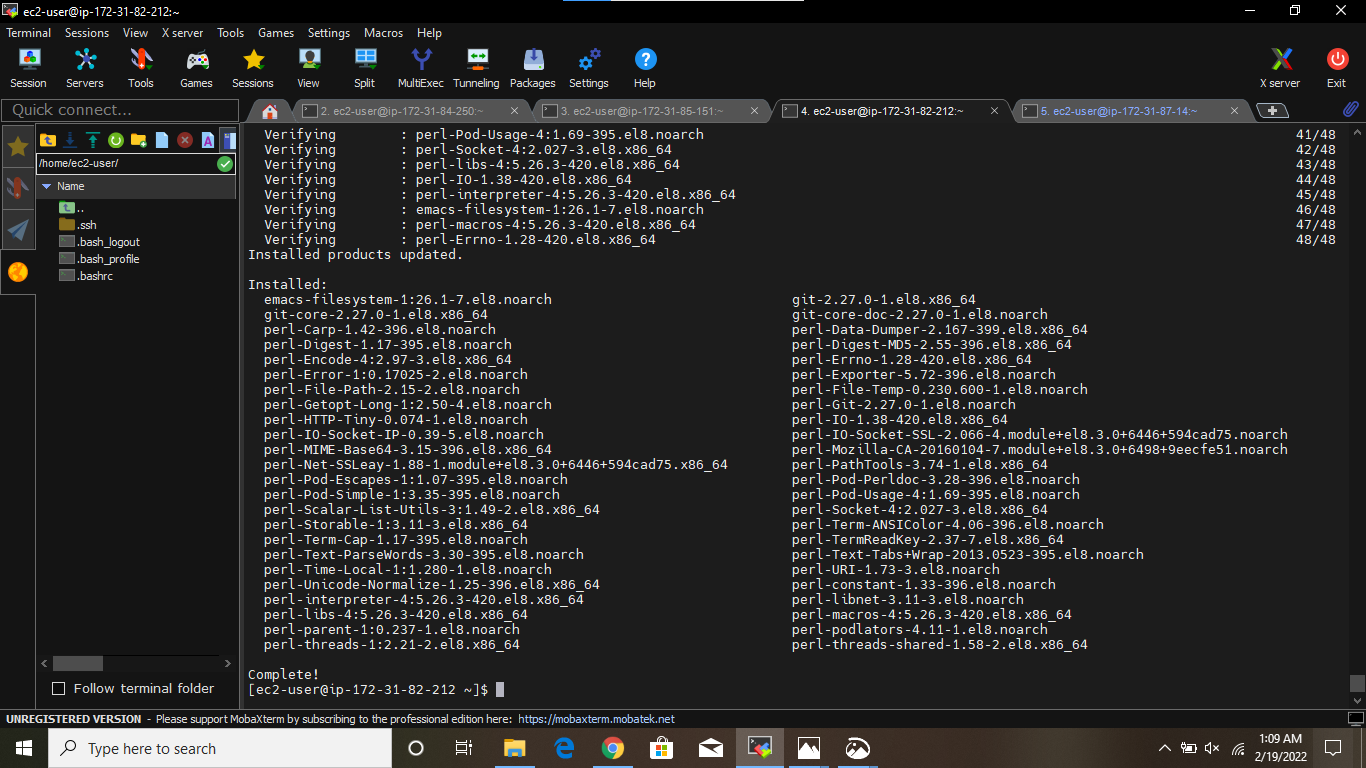 ec2-user@ip-172-31-82-212:~
Terminal Sessions View X server Tools Games Settings Macros Help
Session Servers Tools Games Sessions View Split MultiExec Tunneling Packages Settings Help X server Exit
Quick connect...
2. ec2-user@ip-172-31-84-250:~ 3. ec2-user@ip-172-31-85-151:~ 4. ec2-user@ip-172-31-82-212:~ 5. ec2-user@ip-172-31-87-14:~
/home/ec2-user/
Name
..
.ssh
.bash_logout
.bash_profile
.bashrc
Follow terminal folder
Verifying : perl-Pod-Usage-4:1.69-395.el8.noarch 41/48
Verifying : perl-Socket-4:2.027-3.el8.x86_64 42/48
Verifying : perl-libs-4:5.26.3-420.el8.x86_64 43/48
Verifying : perl-IO-1.38-420.el8.x86_64 44/48
Verifying : perl-interpreter-4:5.26.3-420.el8.x86_64 45/48
Verifying : emacs-filesystem-1:26.1-7.el8.noarch 46/48
Verifying : perl-macros-4:5.26.3-420.el8.x86_64 47/48
Verifying : perl-Errno-1.28-420.el8.x86_64 48/48
Installed products updated.
Installed:
emacs-filesystem-1:26.1-7.el8.noarch git-2.27.0-1.el8.x86_64
git-core-2.27.0-1.el8.x86_64 git-core-doc-2.27.0-1.el8.noarch
perl-Carp-1.42-396.el8.noarch perl-Data-Dumper-2.167-399.el8.x86_64
perl-Digest-1.17-395.el8.noarch perl-Digest-MD5-2.55-396.el8.x86_64
perl-Encode-4:2.97-3.el8.x86_64 perl-Errno-1.28-420.el8.x86_64
perl-Error-1:0.17025-2.el8.noarch perl-Exporter-5.72-396.el8.noarch
perl-File-Path-2.15-2.el8.noarch perl-File-Temp-0.230.600-1.el8.noarch
perl-Getopt-Long-1:2.50-4.el8.noarch perl-Git-2.27.0-1.el8.noarch
perl-HTTP-Tiny-0.074-1.el8.noarch perl-IO-1.38-420.el8.x86_64
perl-IO-Socket-IP-0.39-5.el8.noarch perl-IO-Socket-SSL-2.066-4.module+el8.3.0+6446+594cad75.noarch
perl-MIME-Base64-3.15-396.el8.x86_64 perl-Mozilla-CA-20160104-7.module+el8.3.0+6498+9eecfe51.noarch
perl-Net-SSLeay-1.88-1.module+el8.3.0+6446+594cad75.x86_64 perl-PathTools-3.74-1.el8.x86_64
perl-Pod-Escapes-1:1.07-395.el8.noarch perl-Pod-Perldoc-3.28-396.el8.noarch
perl-Pod-Simple-1:3.35-395.el8.noarch perl-Pod-Usage-4:1.69-395.el8.noarch
perl-Scalar-List-Utils-3:1.49-2.el8.x86_64 perl-Socket-4:2.027-3.el8.x86_64
perl-Storable-1:3.11-3.el8.x86_64 perl-Term-ANSIColor-4.06-396.el8.noarch
perl-Term-Cap-1.17-395.el8.noarch perl-TermReadKey-2.37-7.el8.x86_64
perl-Text-ParseWords-3.30-395.el8.noarch perl-Text-Tabs+Wrap-2013.0523-395.el8.noarch
perl-Time-Local-1:1.280-1.el8.noarch perl-URI-1.73-3.el8.noarch
perl-Unicode-Normalize-1.25-396.el8.x86_64 perl-constant-1.33-396.el8.noarch
perl-interpreter-4:5.26.3-420.el8.x86_64 perl-libnet-3.11-3.el8.noarch
perl-libs-4:5.26.3-420.el8.x86_64 perl-macros-4:5.26.3-420.el8.x86_64
perl-parent-1:0.237-1.el8.noarch perl-podlators-4.11-1.el8.noarch
perl-threads-1:2.21-2.el8.x86_64 perl-threads-shared-1.58-2.el8.x86_64
Complete!
[ec2-user@ip-172-31-82-212 ~]$
UNREGISTERED VERSION - Please support MobaXterm by subscribing to the professional edition here: https://mobaxterm.mobatek.net
Type here to search
1:09 AM
2/19/2022